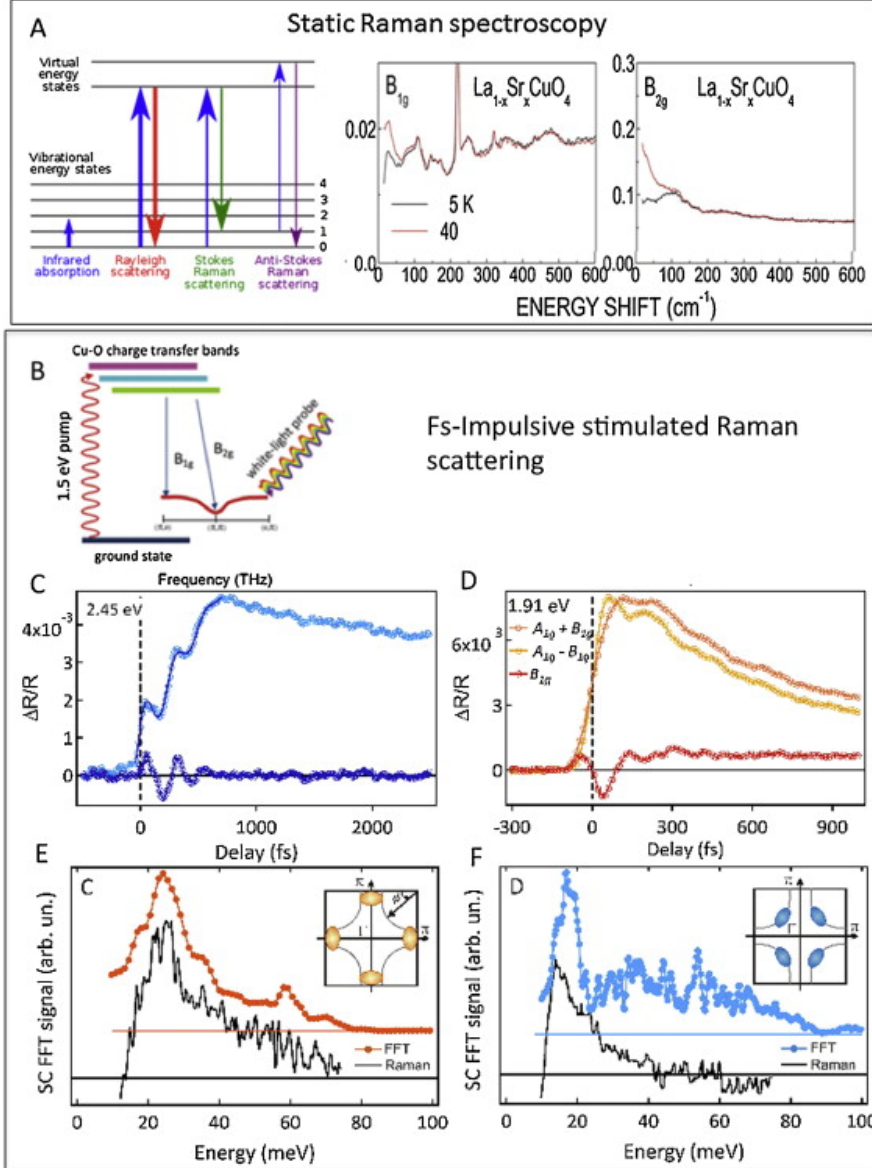 Static Raman spectroscopy
A
Virtual
energy
states
Vibrational
energy states
4
3
2
1
0
Infrared
absorption
Rayleigh
scattering
Stokes
Raman
scattering
Anti-Stokes
Raman
scattering
B1g
La1-xSrxCuO4
0.02
0.0
5 K
40
0 100 200 300 400 500 600
B2g
La1-xSrxCuO4
0.3
0.2
0.1
0.00
0 100 200 300 400 500 600
ENERGY SHIFT (cm-1)
B
Cu-O charge transfer bands
1.5 eV pump
B1g
B2g
white-light probe
ground state
Fs-Impulsive stimulated Raman
scattering
C
Frequency (THz)
2.45 eV
4x10-3
3
2
1
0
ΔR/R
0 1000 2000
Delay (fs)
D
1.91 eV
6x10 3
3
0
ΔR/R
-300 0 300 600 900
Delay (fs)
E
C
SC FFT signal (arb. un.)
π
Γ
π
FFT
Raman
0 20 40 60 80 100
Energy (meV)
F
D
SC FFT signal (arb. un.)
π
Γ
π
FFT
Raman
0 20 40 60 80 100
Energy (meV)